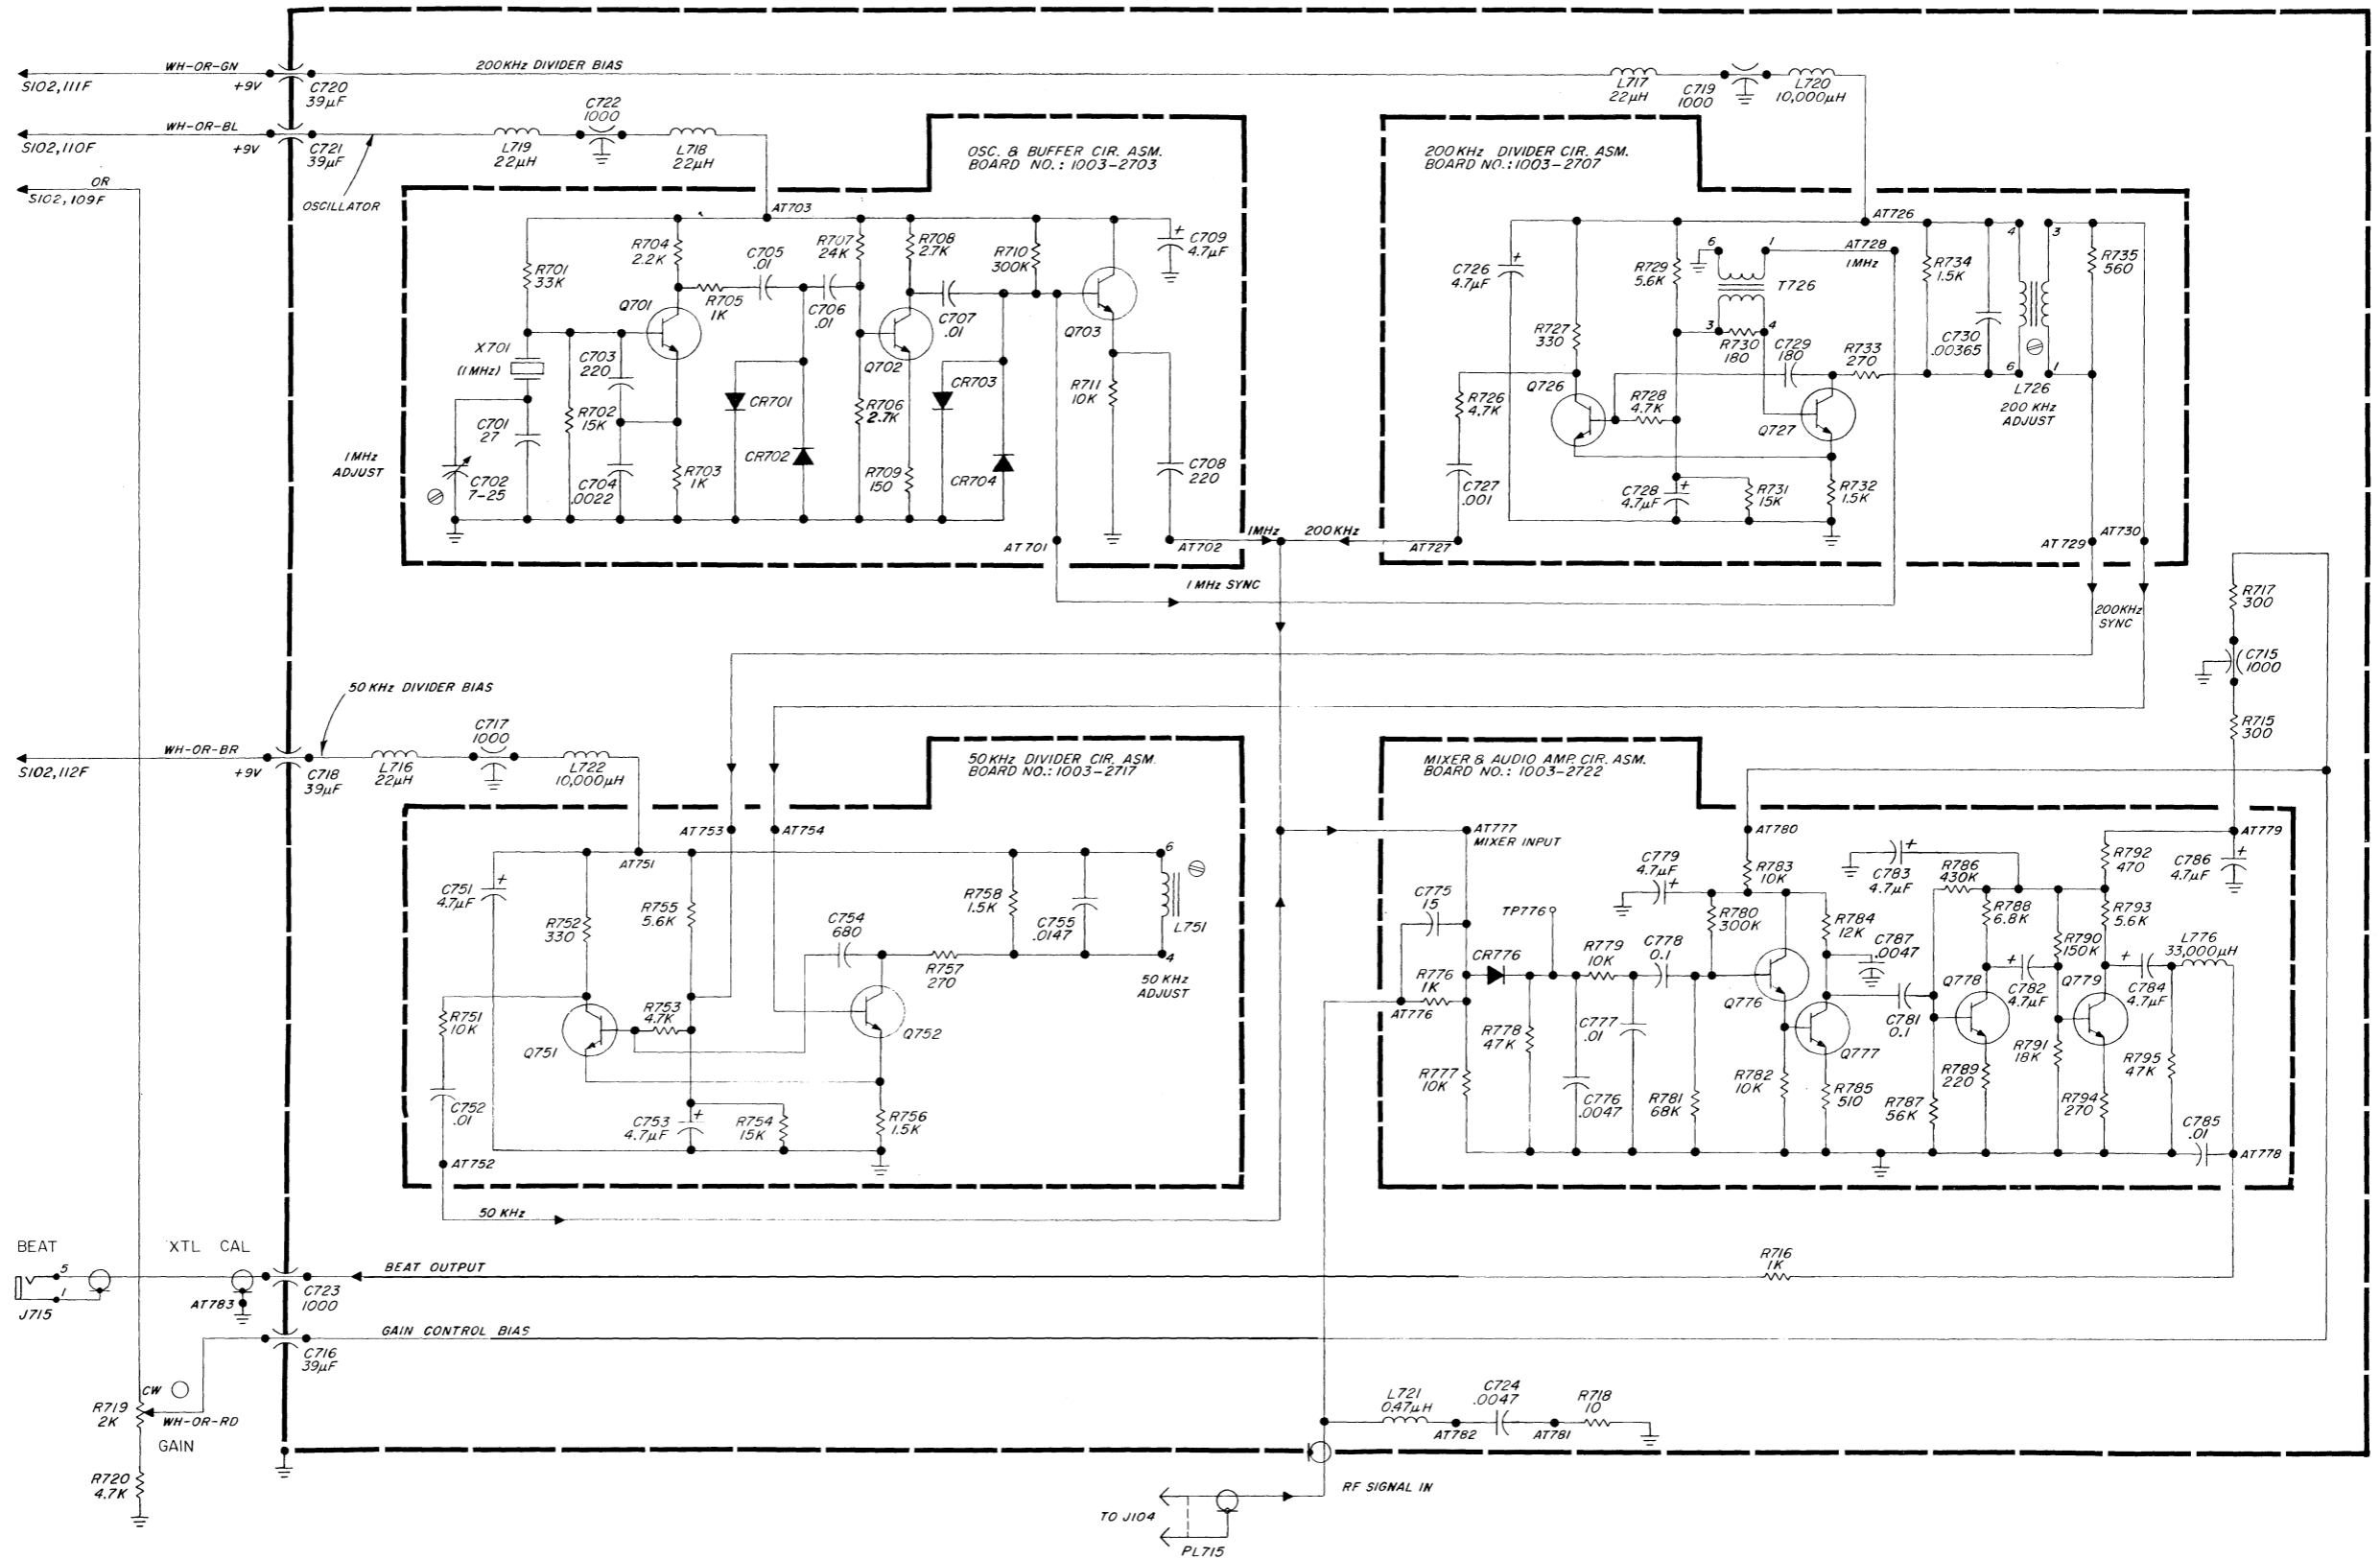 WH-OR-GN
S102,111F
+9V
C720
39µF
200KHz DIVIDER BIAS
L717
22µH
C719
1000
L720
10,000µH
WH-OR-BL
S102,110F
+9V
C721
39µF
OSCILLATOR
L719
22µH
C722
1000
L718
22µH
OR
S102,109F
OSC. & BUFFER CIR. ASM.
BOARD NO.: 1003-2703
AT703
R701
33K
R704
2.2K
R705
1K
C705
.01
C706
.01
R707
24K
R708
2.7K
C707
.01
R710
300K
C709
4.7µF
Q701
Q702
Q703
X701
(1MHz)
C703
220
C701
27
R702
15K
C704
.0022
R703
1K
CR701
CR702
R706
2.7K
R709
150
CR703
CR704
R711
10K
C708
220
1MHz
ADJUST
C702
7-25
AT701
AT702
1MHz
200KHz
1MHz SYNC
200KHz DIVIDER CIR. ASM.
BOARD NO.:1003-2707
AT726
C726
4.7µF
R729
5.6K
6
1
AT728
1MHz
T726
3
4
R730
180
R727
330
C729
180
R733
270
R734
1.5K
C730
.00365
4
3
6
1
R735
560
L726
200 KHz
ADJUST
Q726
R726
4.7K
R728
4.7K
Q727
C727
.001
C728
4.7µF
R731
15K
R732
1.5K
AT727
AT729
AT730
200KHz
SYNC
R717
300
C715
1000
R715
300
50KHz DIVIDER BIAS
WH-OR-BR
S102,112F
+9V
C718
39µF
L716
22µH
C717
1000
L722
10,000µH
50KHz DIVIDER CIR. ASM.
BOARD NO.: 1003-2717
AT753
AT754
AT751
C751
4.7µF
R752
330
R755
5.6K
C754
680
R757
270
R758
1.5K
C755
.0147
6
4
L751
50 KHz
ADJUST
R751
10K
R753
4.7K
Q751
Q752
C752
.01
C753
4.7µF
R754
15K
R756
1.5K
AT752
50 KHz
MIXER & AUDIO AMP. CIR. ASM.
BOARD NO.: 1003-2722
AT777
MIXER INPUT
AT780
AT779
C775
15
C779
4.7µF
R783
10K
C783
4.7µF
R786
430K
R792
470
C786
4.7µF
TP776
R780
300K
R784
12K
C787
.0047
R788
6.8K
R790
150K
R793
5.6K
L776
33,000µH
CR776
R779
10K
C778
0.1
R776
1K
AT776
Q776
Q777
Q778
Q779
C782
4.7µF
C784
4.7µF
C781
0.1
R778
47K
C777
.01
R777
10K
C776
.0047
R781
68K
R782
10K
R785
510
R787
56K
R789
220
R791
18K
R794
270
R795
47K
C785
.01
AT778
BEAT
XTL CAL
5
1
J715
AT783
C723
1000
BEAT OUTPUT
R716
1K
GAIN CONTROL BIAS
C716
39µF
CW
R719
2K
WH-OR-RD
GAIN
R720
4.7K
L721
0.47µH
AT782
C724
.0047
AT781
R718
10
RF SIGNAL IN
TO J104
PL715